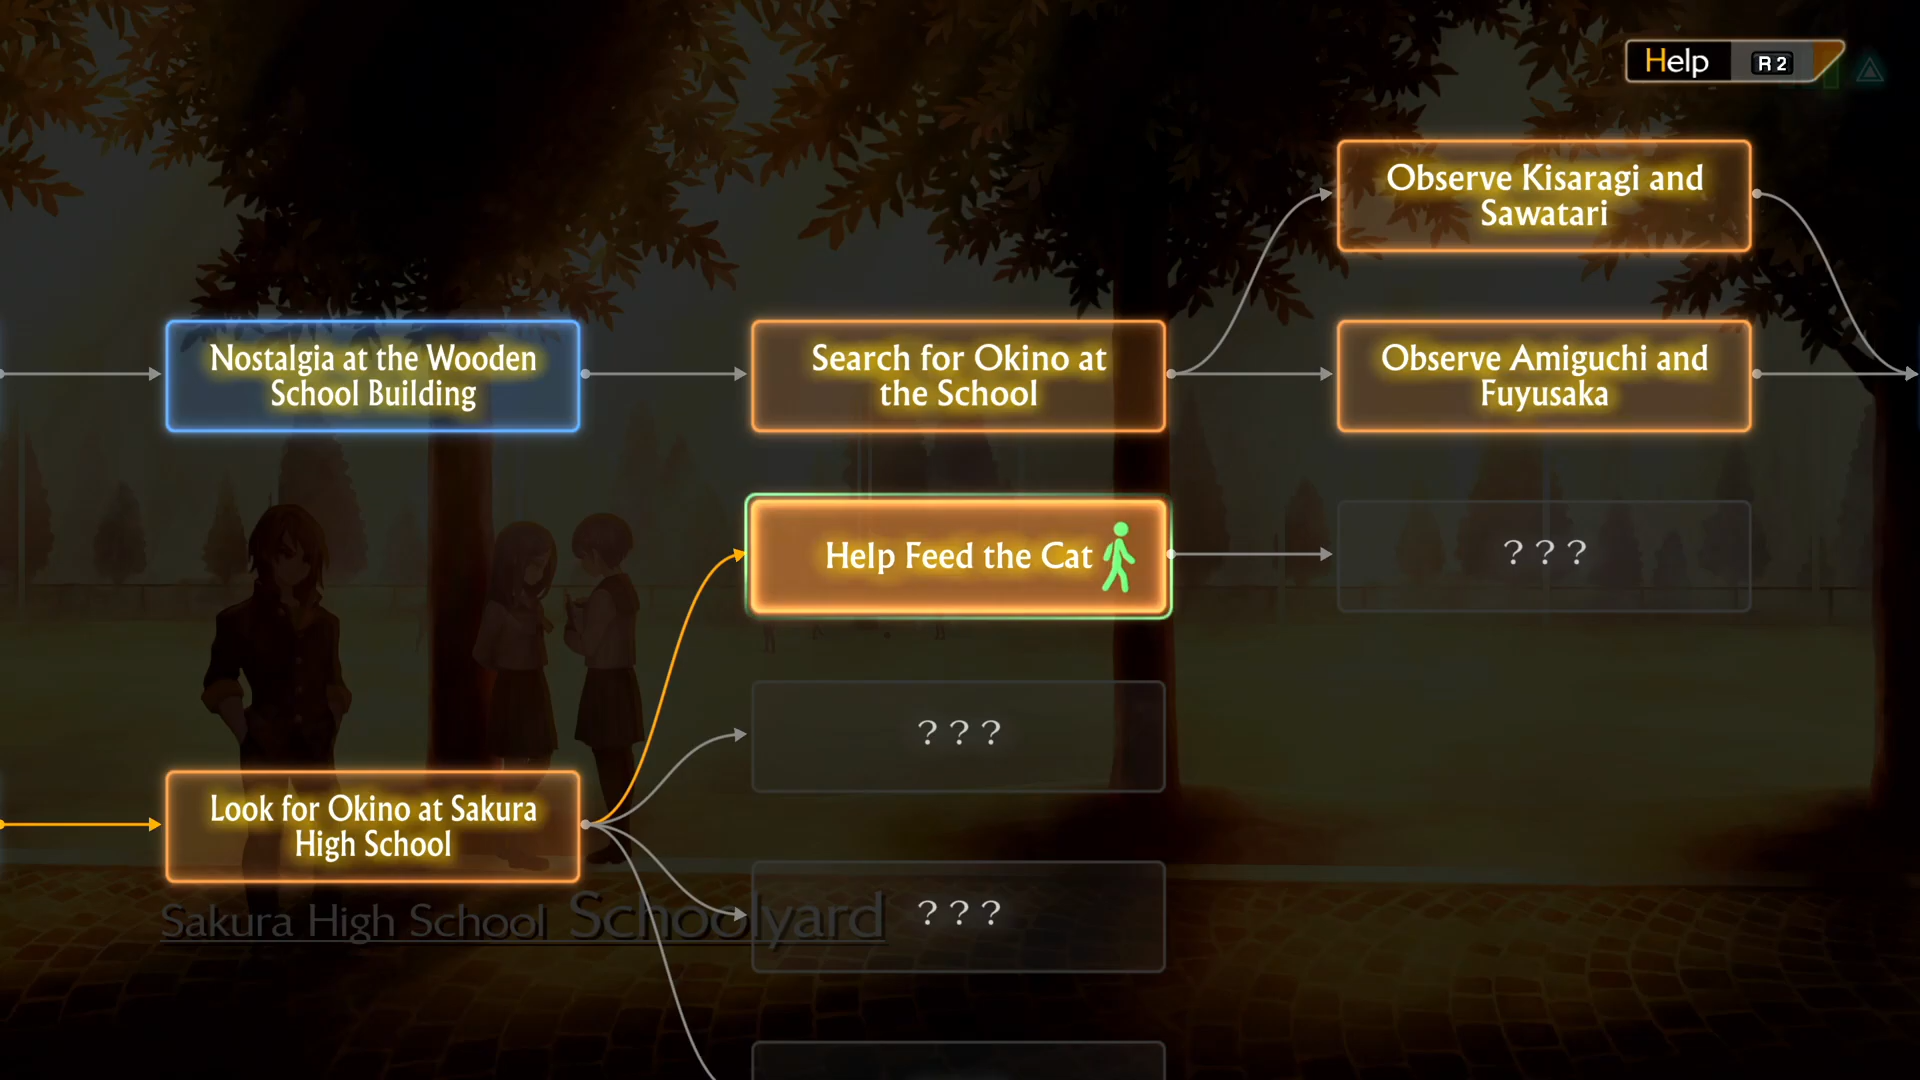 Help R2
Observe Kisaragi and
Sawatari
Nostalgia at the Wooden
School Building
Search for Okino at
the School
Observe Amiguchi and
Fuyusaka
Help Feed the Cat
? ? ?
? ? ?
Look for Okino at Sakura
High School
? ? ?
Sakura High School Schoolyard